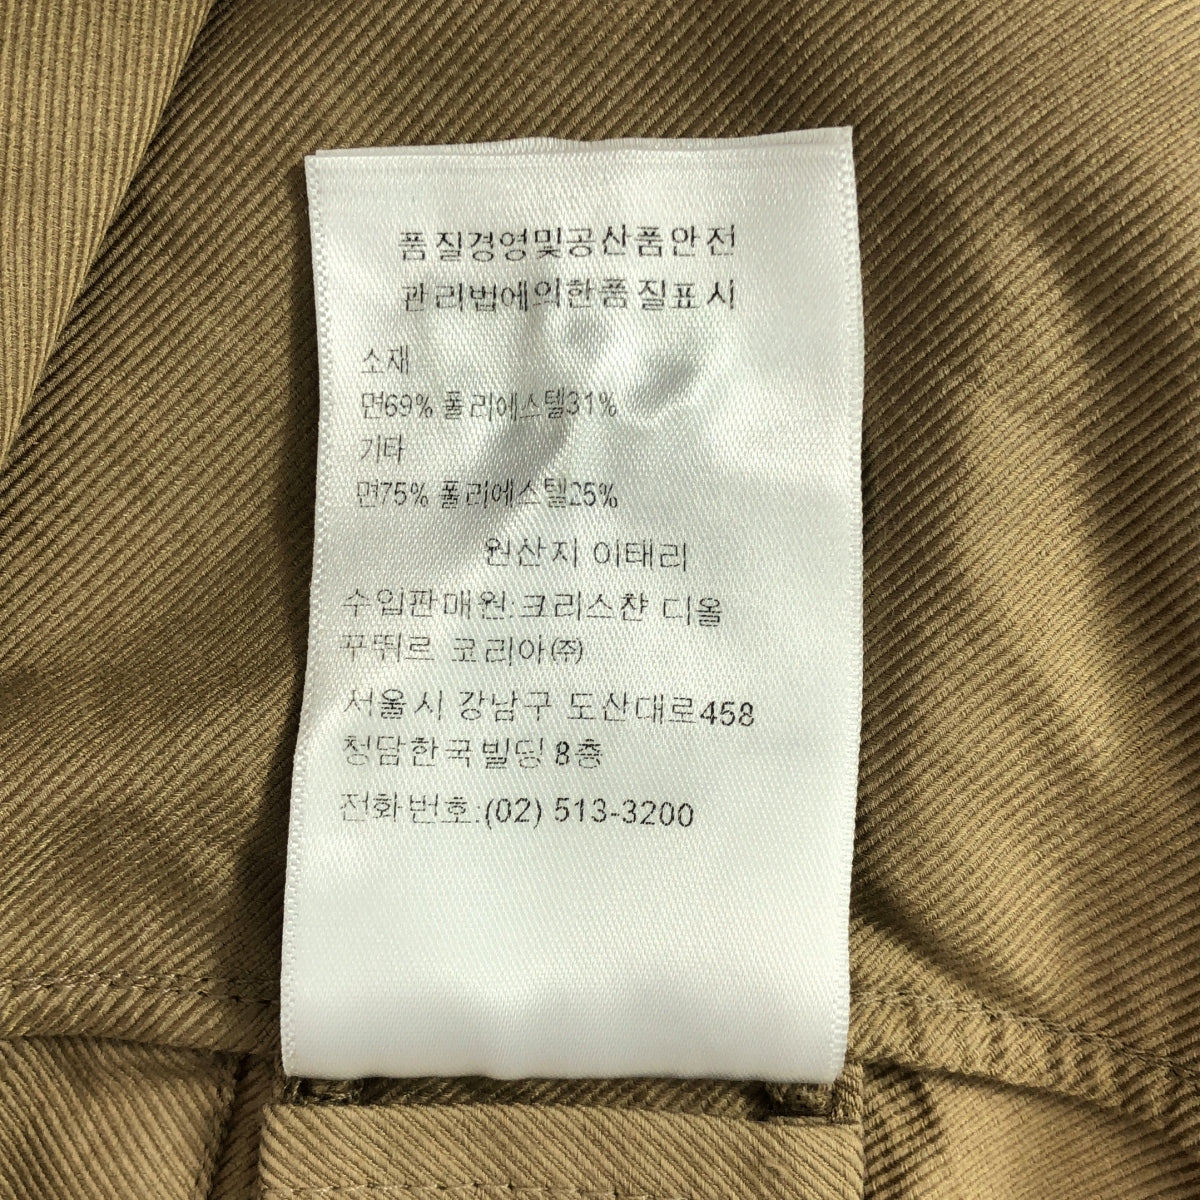 품질경영및공산품안전
관리법에의한품질표시
소재
면69% 폴리에스텔31%
기타
면75% 폴리에스텔25%
원산지 이태리
수입판매원:크리스챤 디올
꾸뛰르 코리아㈜
서울시 강남구 도산대로458
청담한국빌딩 8층
전화번호:(02) 513-3200